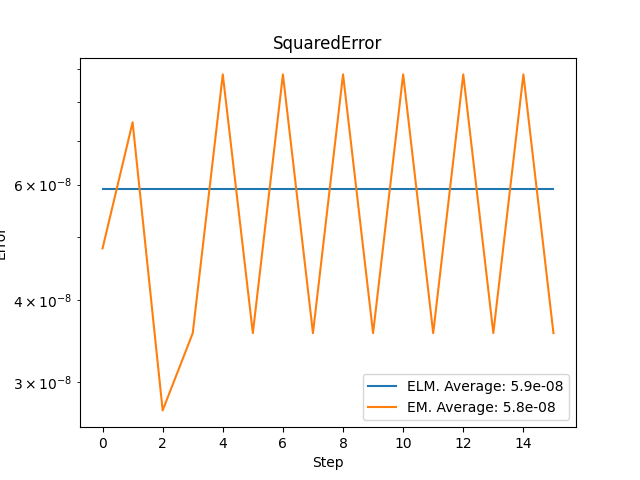 SquaredError
6 × 10⁻⁸
4 × 10⁻⁸
3 × 10⁻⁸
Error
0 2 4 6 8 10 12 14
Step
ELM. Average: 5.9e-08
EM. Average: 5.8e-08